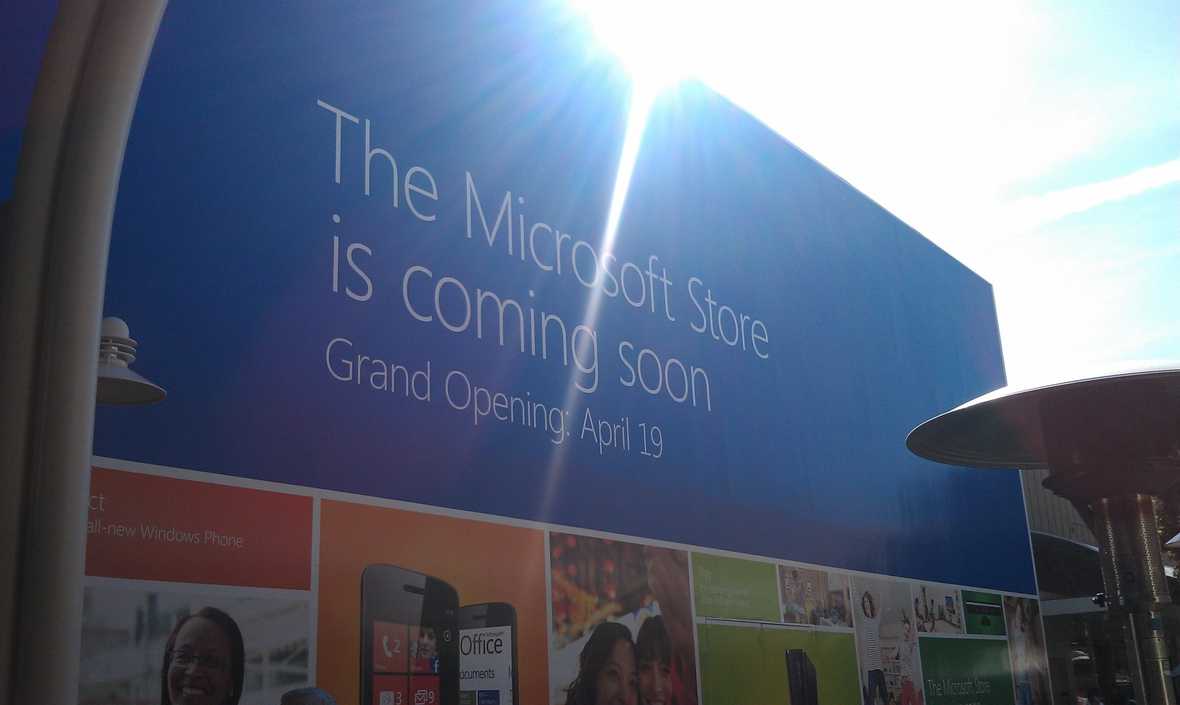 The Microsoft Store
is coming soon
Grand Opening: April 19
ct
all-new Windows Phone
2
3
9
Office
ocuments
The Microsoft Store